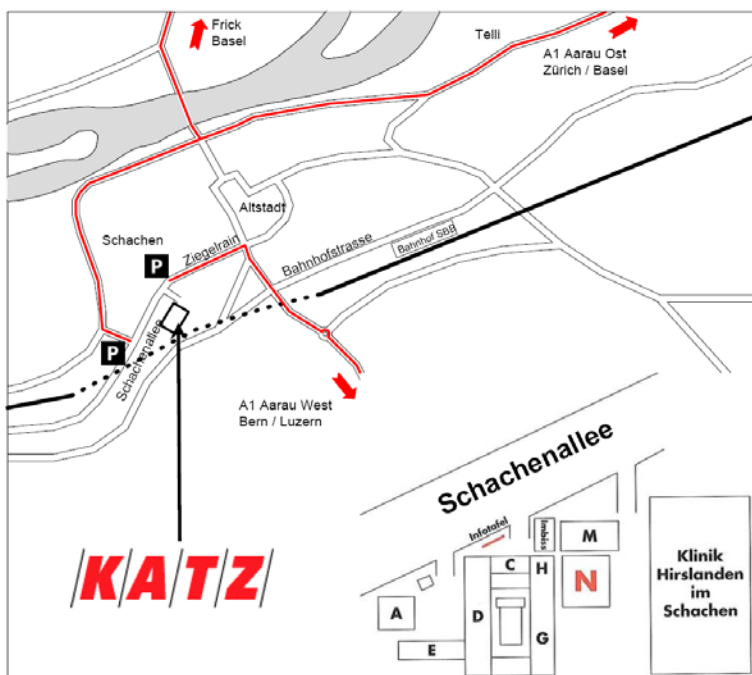 Frick
Basel
Telli
A1 Aarau Ost
Zürich / Basel
Altstadt
Schachen
P
Ziegelrain
Bahnhofstrasse
Bahnhof SBB
P
Schachenallee
A1 Aarau West
Bern / Luzern
KATZ
Schachenallee
Infotafel
Imbiss
M
C
H
N
A
D
E
G
Klinik
Hirslanden
im
Schachen